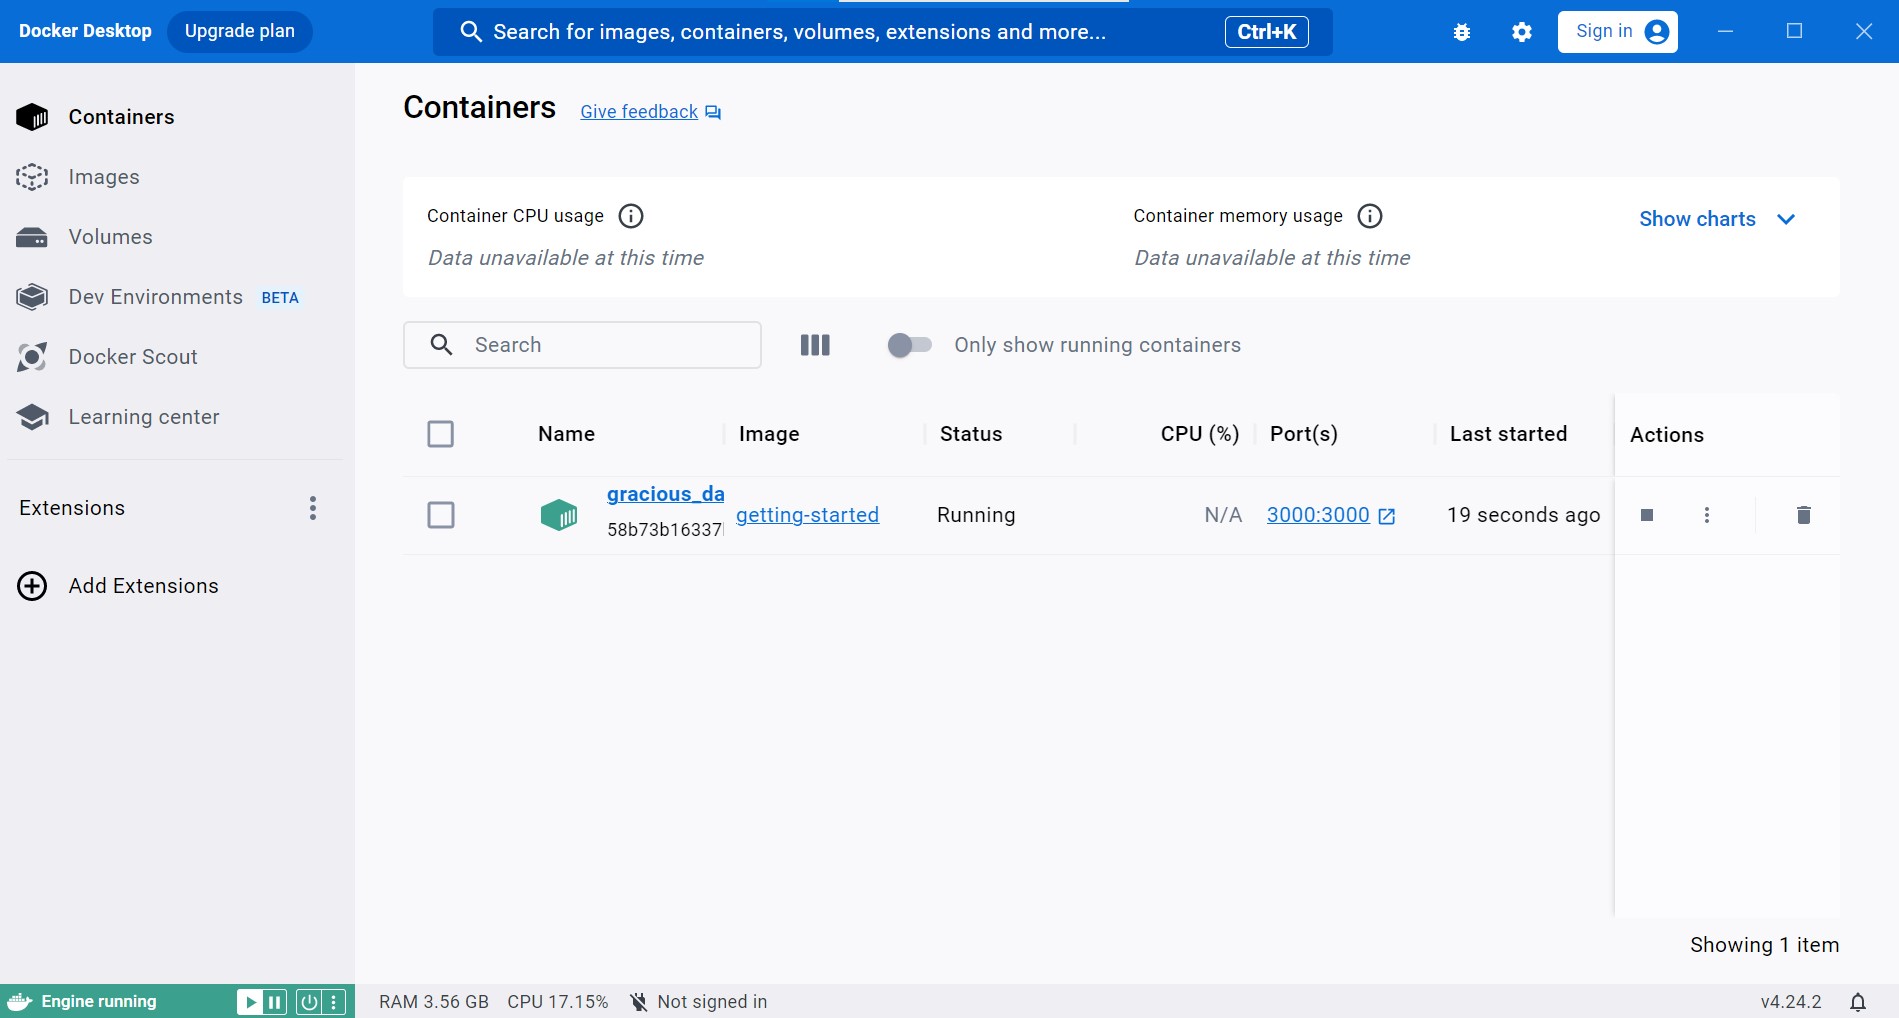 Docker Desktop
Upgrade plan
Search for images, containers, volumes, extensions and more...
Ctrl+K
Sign in
Containers
Images
Volumes
Dev Environments BETA
Docker Scout
Learning center
Extensions
Add Extensions
Containers
Give feedback
Container CPU usage
Data unavailable at this time
Container memory usage
Data unavailable at this time
Show charts
Search
Only show running containers
Name Image Status CPU (%) Port(s) Last started Actions
gracious_da
58b73b16337
getting-started
Running
N/A
3000:3000
19 seconds ago
Showing 1 item
Engine running
RAM 3.56 GB CPU 17.15% Not signed in
v4.24.2